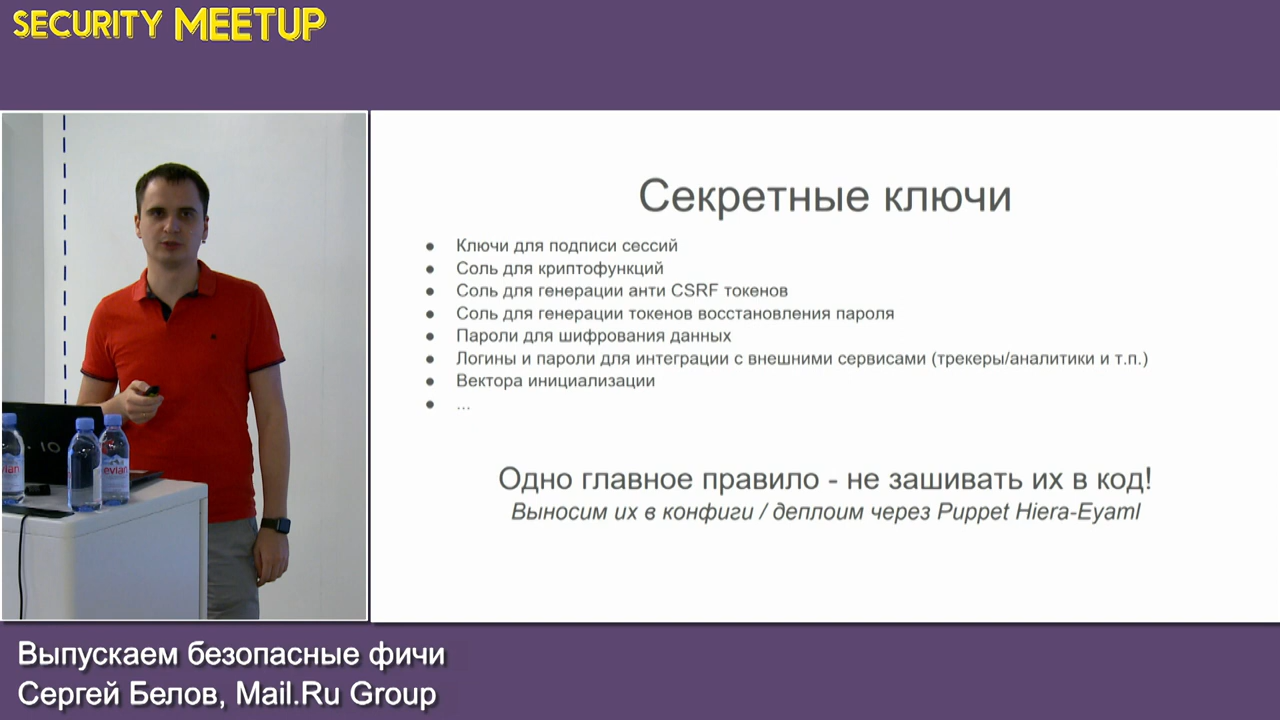 SECURITY MEETUP
Секретные ключи
● Ключи для подписи сессий
● Соль для криптофункций
● Соль для генерации анти CSRF токенов
● Соль для генерации токенов восстановления пароля
● Пароли для шифрования данных
● Логины и пароли для интеграции с внешними сервисами (трекеры/аналитики и т.п.)
● Вектора инициализации
● ...
Одно главное правило - не зашивать их в код!
Выносим их в конфиги / деплоим через Puppet Hiera-Eyaml
evian
Выпускаем безопасные фичи
Сергей Белов, Mail.Ru Group